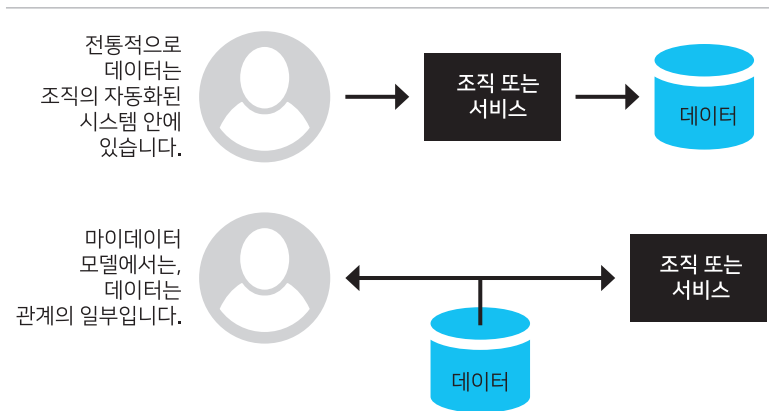 전통적으로
데이터는
조직의 자동화된
시스템 안에
있습니다.
조직 또는
서비스
데이터
마이데이터
모델에서는,
데이터는
관계의 일부입니다.
조직 또는
서비스
데이터